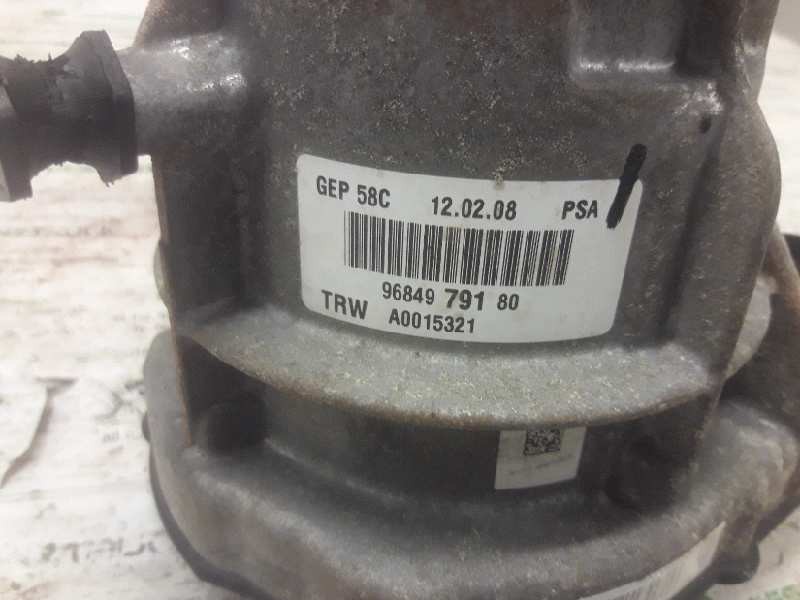 GEP 58C 12.02.08 PSA
96849 791 80
TRW A0015321